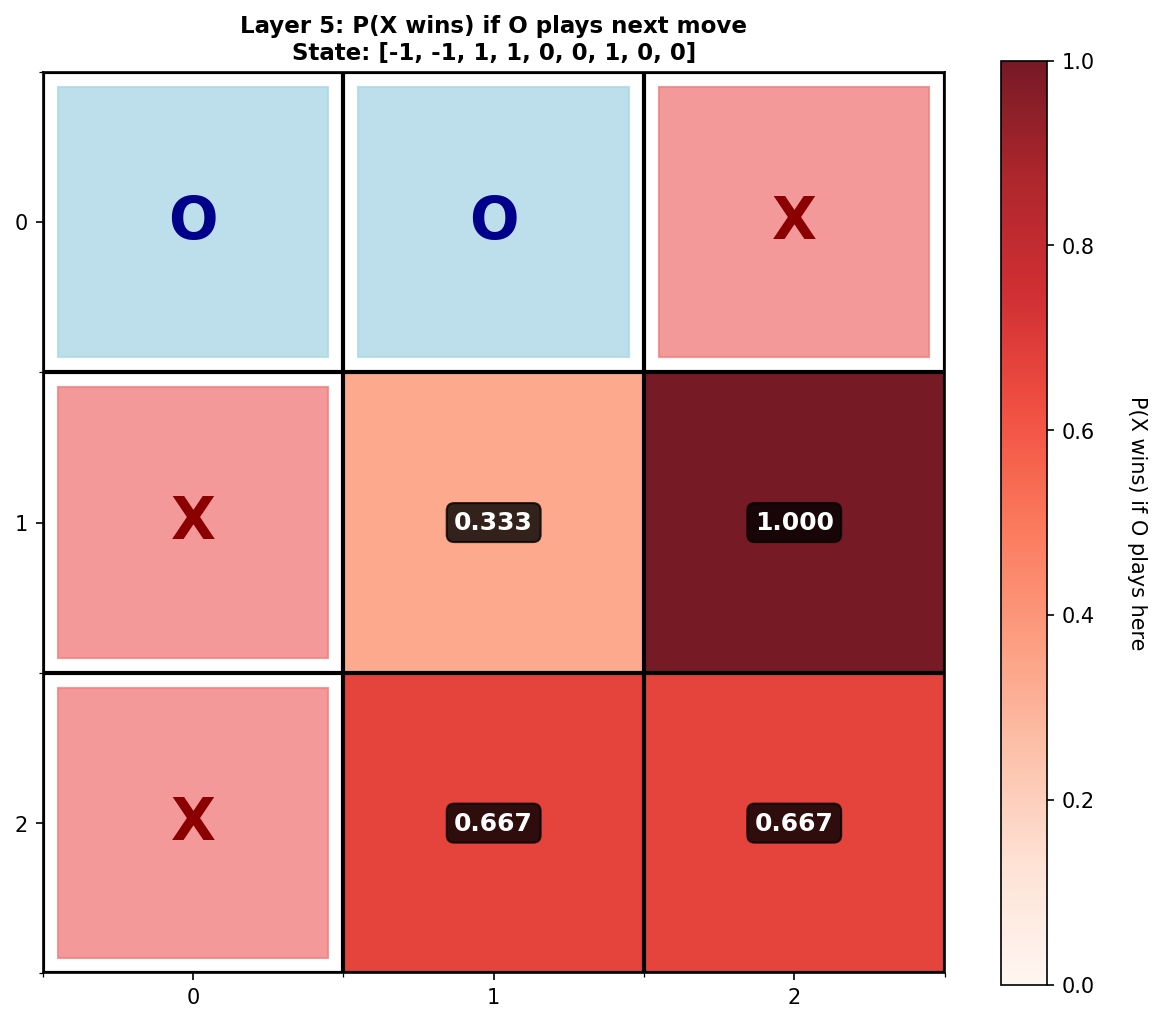 Layer 5: P(X wins) if O plays next move
State: [-1, -1, 1, 1, 0, 0, 1, 0, 0]
O O X
X 0.333 1.000
X 0.667 0.667
0
1
2
0 1 2
1.0
0.8
0.6
0.4
0.2
0.0
P(X wins) if O plays here